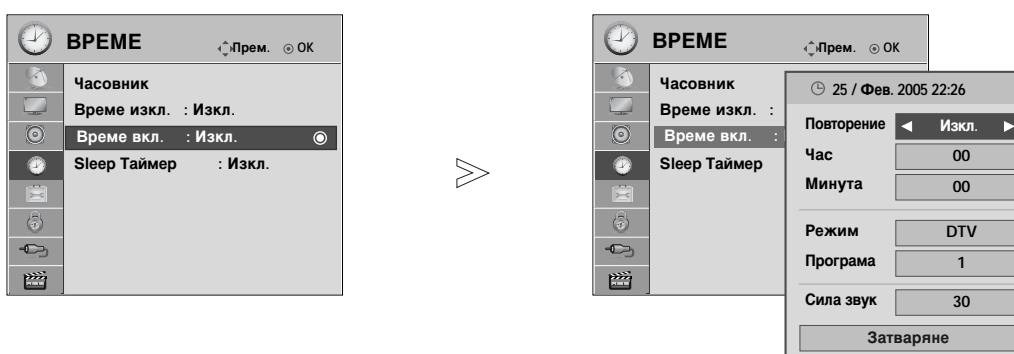 ВРЕМЕ Прем. OK
Часовник
Време изкл. : Изкл.
Време вкл. : Изкл.
Sleep Таймер : Изкл.
ВРЕМЕ Прем. OK
Часовник
Време изкл. :
Време вкл. :
Sleep Таймер
25 / Фев. 2005 22:26
Повторение Изкл.
Час 00
Минута 00
Режим DTV
Програма 1
Сила звук 30
Затваряне